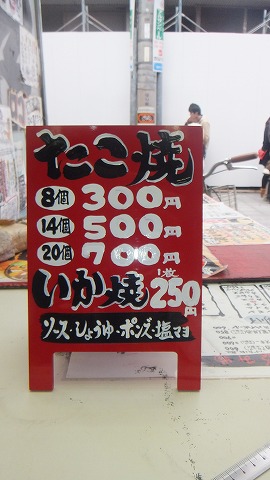 たこ焼
8個 300円
14個 500円
20個 700円
いか焼 1枚 250円
ソース・しょうゆ・ポンズ・塩マヨ